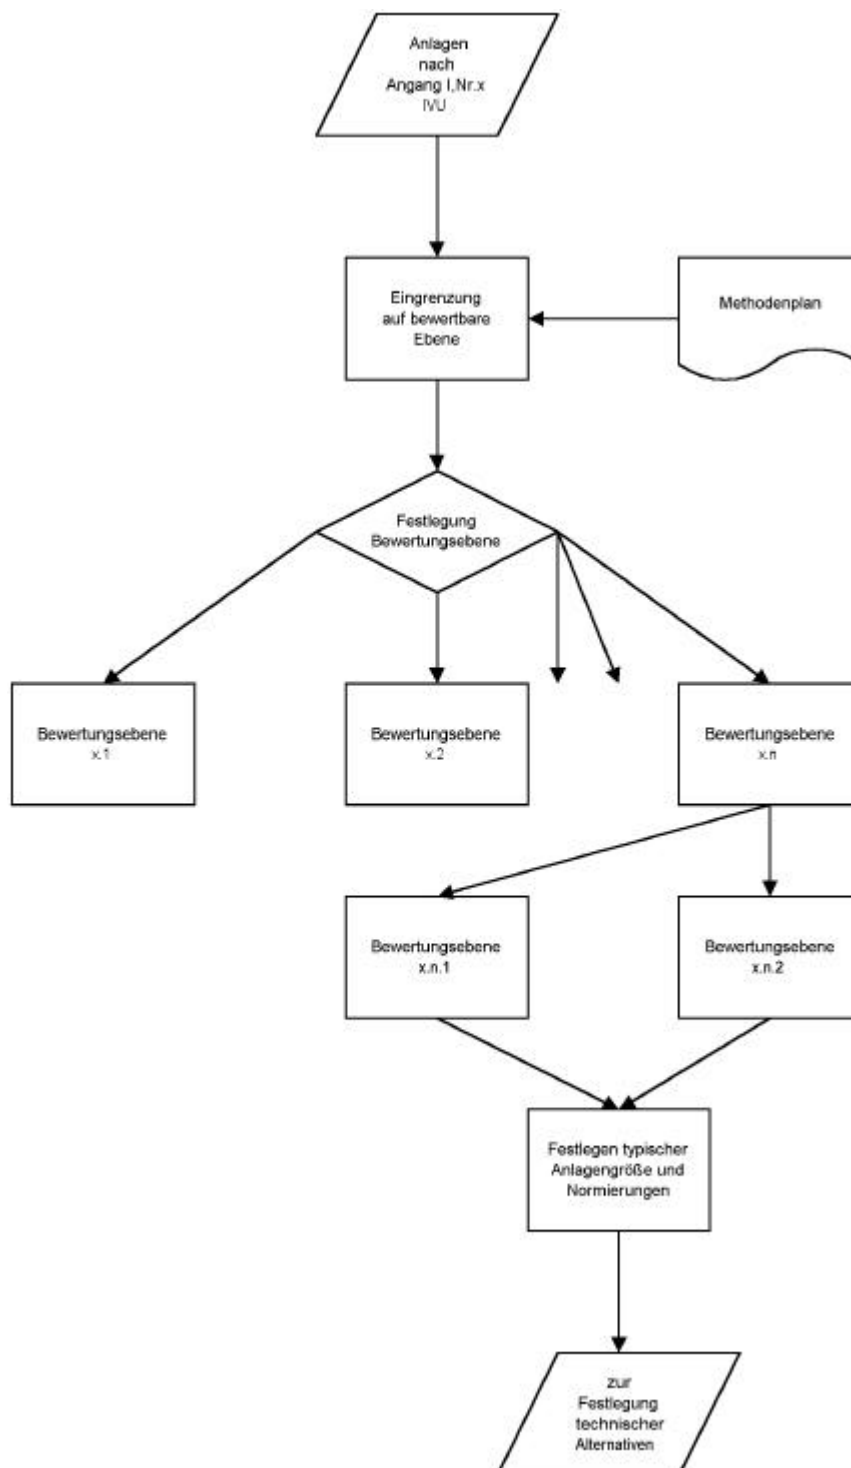 Anlagen
nach
Angang I,Nr.x
IVU
Eingrenzung
auf bewertbare
Ebene
Methodenplan
Festlegung
Bewertungsebene
Bewertungsebene
x.1
Bewertungsebene
x.2
Bewertungsebene
x.n
Bewertungsebene
x.n.1
Bewertungsebene
x.n.2
Festlegen typischer
Anlagengröße und
Normierungen
zur
Festlegung
technischer
Alternativen